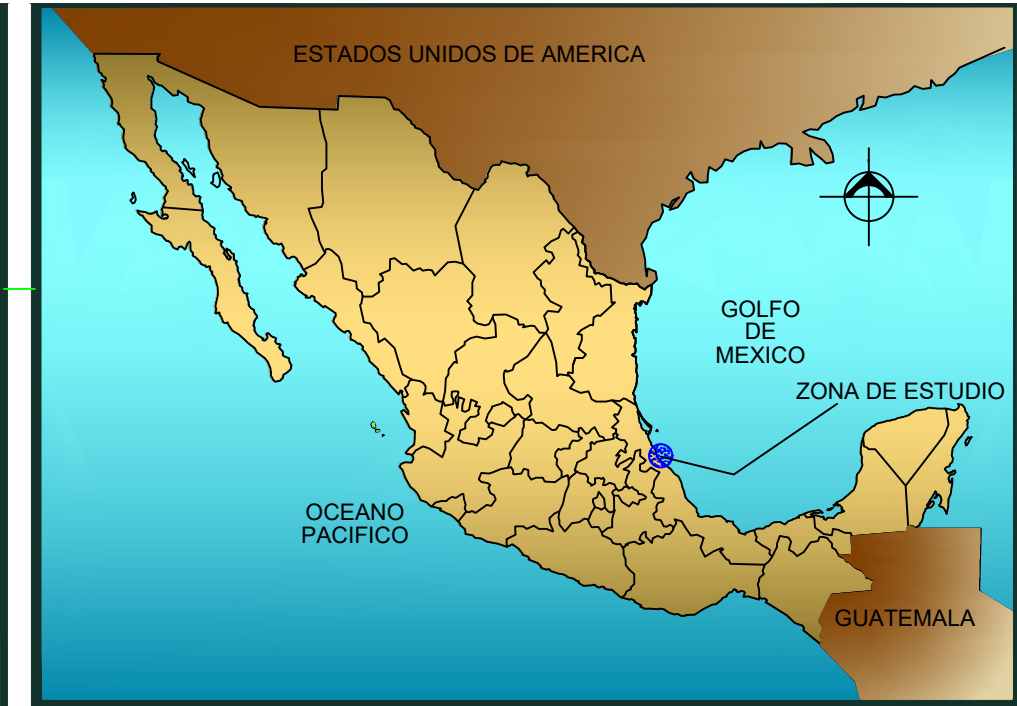 ESTADOS UNIDOS DE AMERICA
GOLFO
DE
MEXICO
ZONA DE ESTUDIO
OCEANO
PACIFICO
GUATEMALA